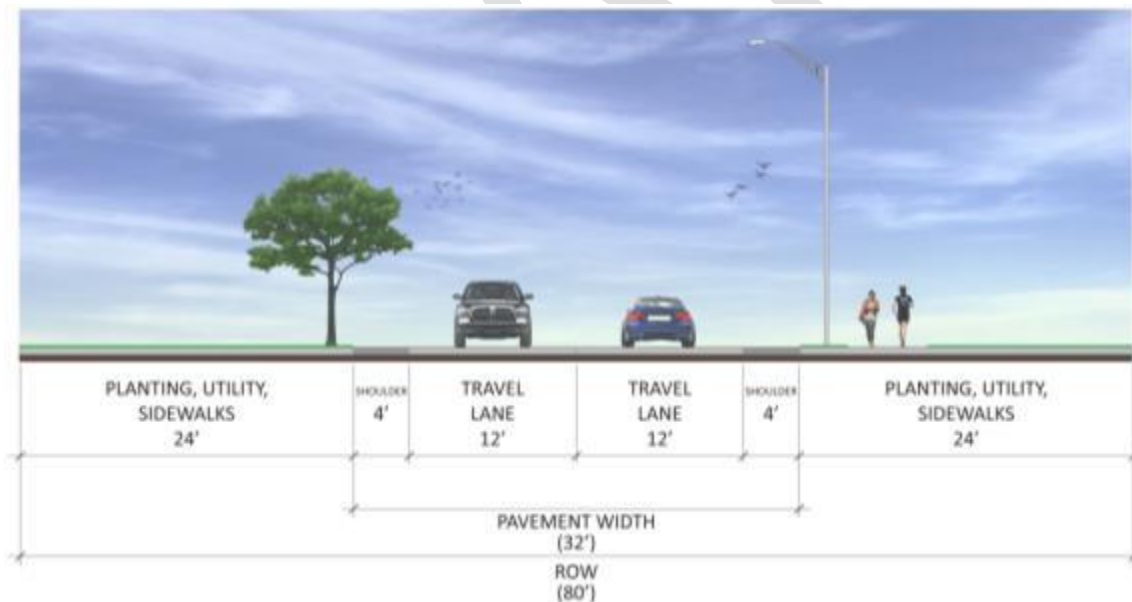 PLANTING, UTILITY,
SIDEWALKS
24'
SHOULDER
4'
TRAVEL
LANE
12'
TRAVEL
LANE
12'
SHOULDER
4'
PLANTING, UTILITY,
SIDEWALKS
24'
PAVEMENT WIDTH
(32')
ROW
(80')